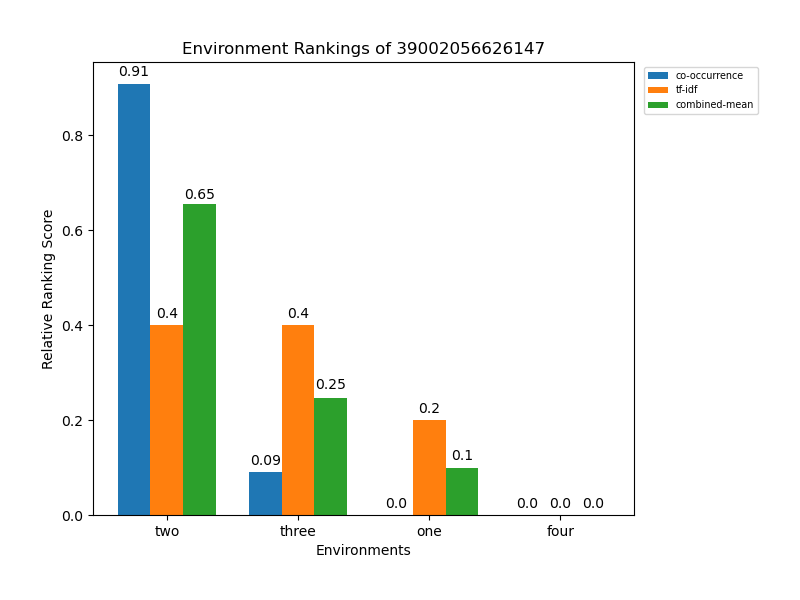 Environment Rankings of 39002056626147
co-occurrence
tf-idf
combined-mean
Relative Ranking Score
0.8
0.6
0.4
0.2
0.0
0.91
0.4
0.65
0.09
0.4
0.25
0.0
0.2
0.1
0.0
0.0
0.0
two
three
one
four
Environments